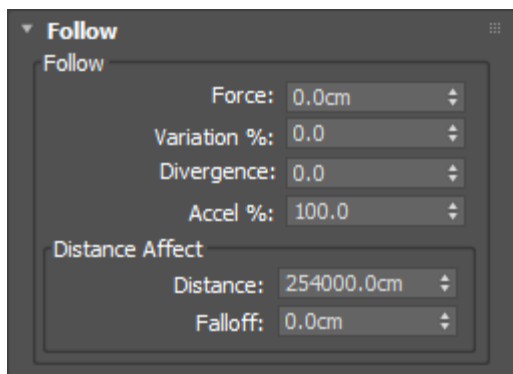 Follow
Follow
Force: 0.0cm
Variation %: 0.0
Divergence: 0.0
Accel %: 100.0
Distance Affect
Distance: 254000.0cm
Falloff: 0.0cm